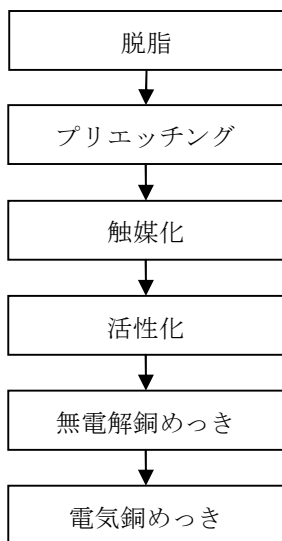 脱脂
プリエッチング
触媒化
活性化
無電解銅めっき
電気銅めっき